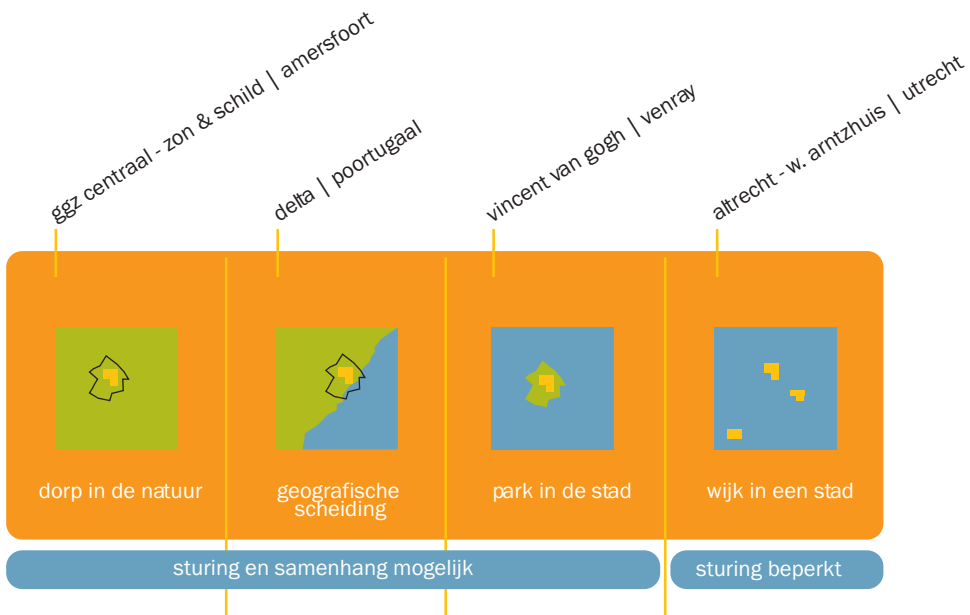 ggz centraal - zon & schild | amersfoort
delta | poortugaal
vincent van gogh | venray
altrecht - w. arntzhuis | utrecht
dorp in de natuur
geografische
scheiding
park in de stad
wijk in een stad
sturing en samenhang mogelijk
sturing beperkt